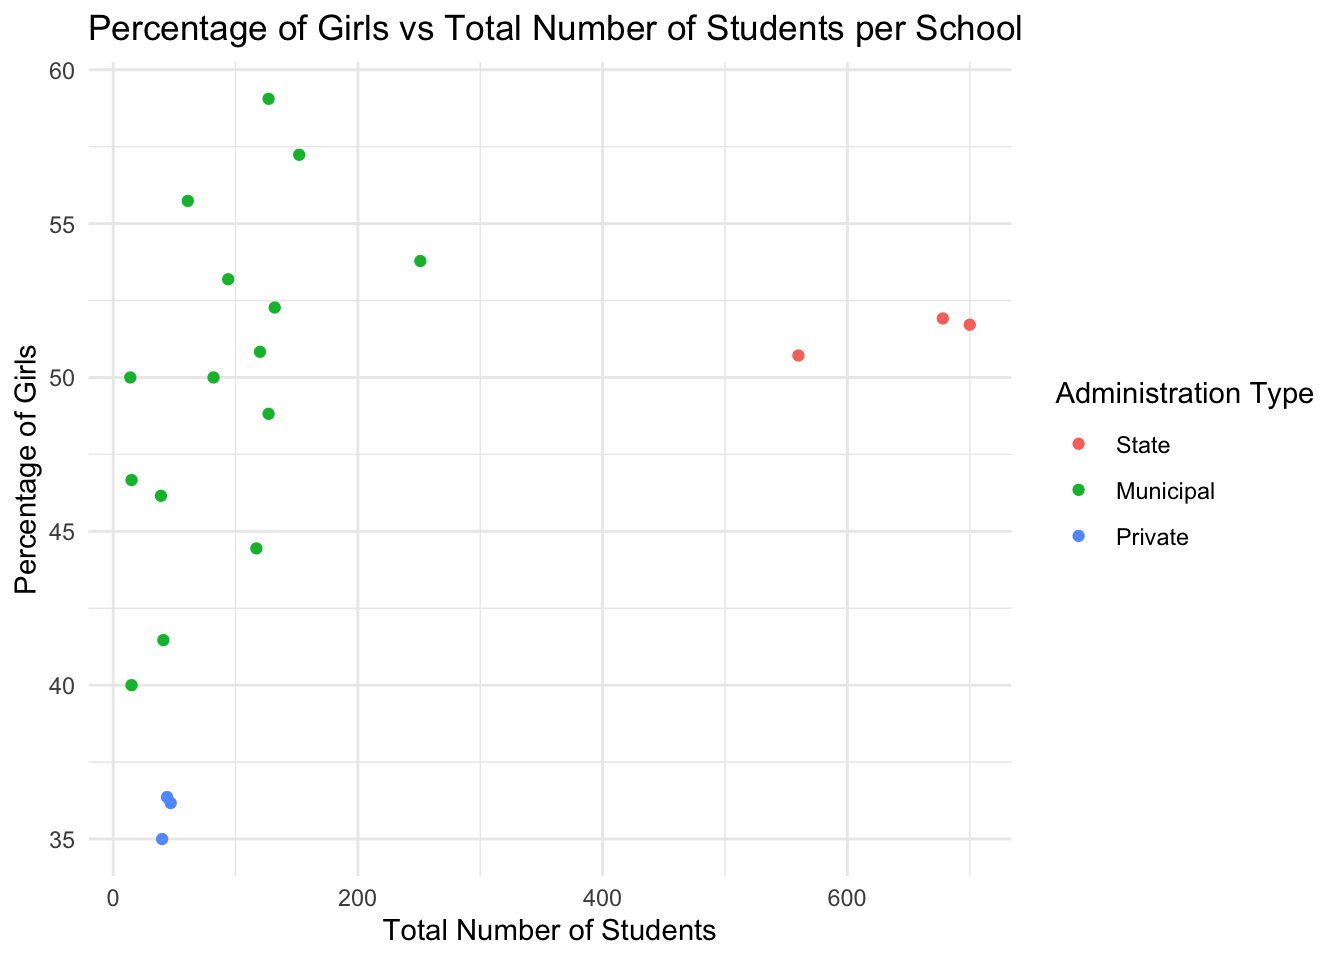 Percentage of Girls vs Total Number of Students per School
60
55
50
45
40
35
Percentage of Girls
0 200 400 600
Total Number of Students
Administration Type
State
Municipal
Private